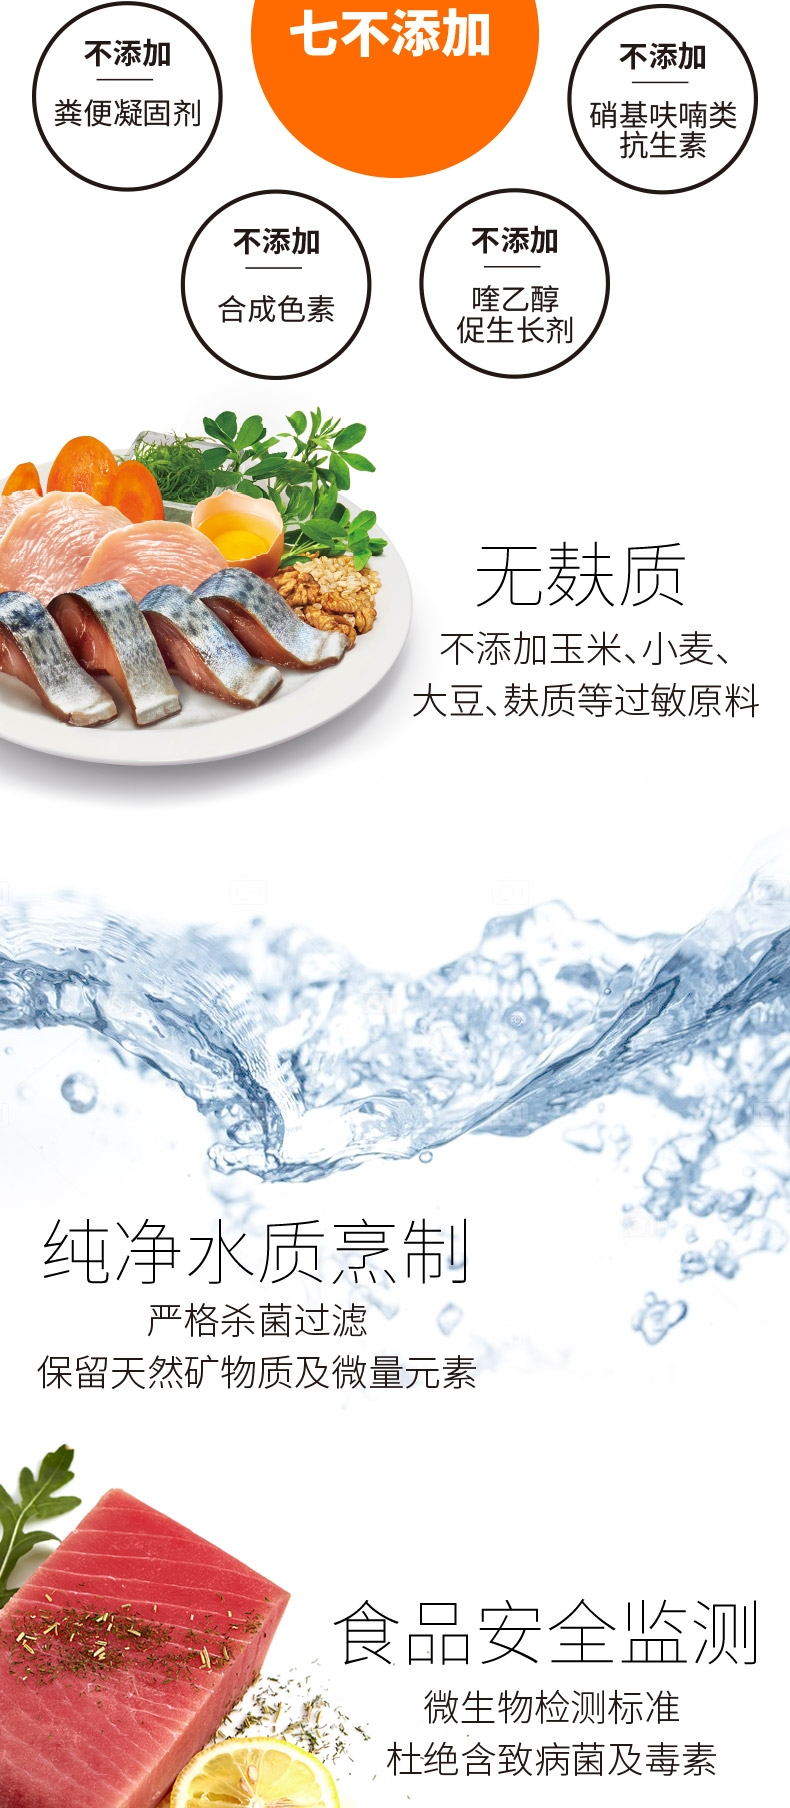 七不添加
不添加
粪便凝固剂
不添加
硝基呋喃类
抗生素
不添加
合成色素
不添加
喹乙醇
促生长剂
无麸质
不添加玉米、小麦、
大豆、麸质等过敏原料
纯净水质烹制
严格杀菌过滤
保留天然矿物质及微量元素
食品安全监测
微生物检测标准
杜绝含致病菌及毒素